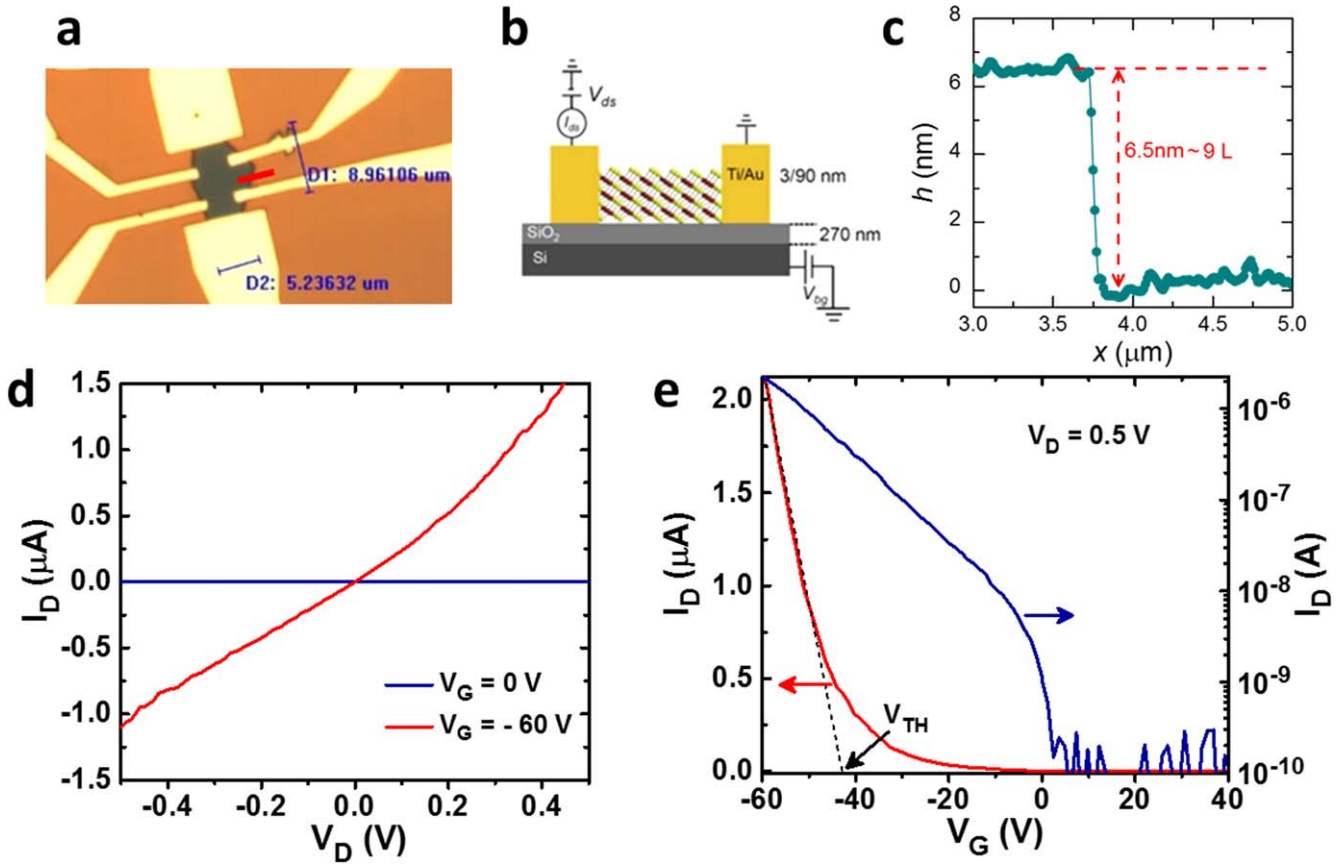 a
D1: 8.96106 um
D2: 5.23632 um
b
V_ds
I_ds
Ti/Au
3/90 nm
SiO₂
270 nm
Si
V_bg
c
8
6
4
2
0
h (nm)
6.5nm~9 L
3.0 3.5 4.0 4.5 5.0
x (μm)
d
1.5
1.0
0.5
0.0
-0.5
-1.0
-1.5
I_D (μA)
V_G = 0 V
V_G = - 60 V
-0.4 -0.2 0.0 0.2 0.4
V_D (V)
e
2.0
1.5
1.0
0.5
0.0
I_D (μA)
V_D = 0.5 V
V_TH
10⁻⁶
10⁻⁷
10⁻⁸
10⁻⁹
10⁻¹⁰
I_D (A)
-60 -40 -20 0 20 40
V_G (V)